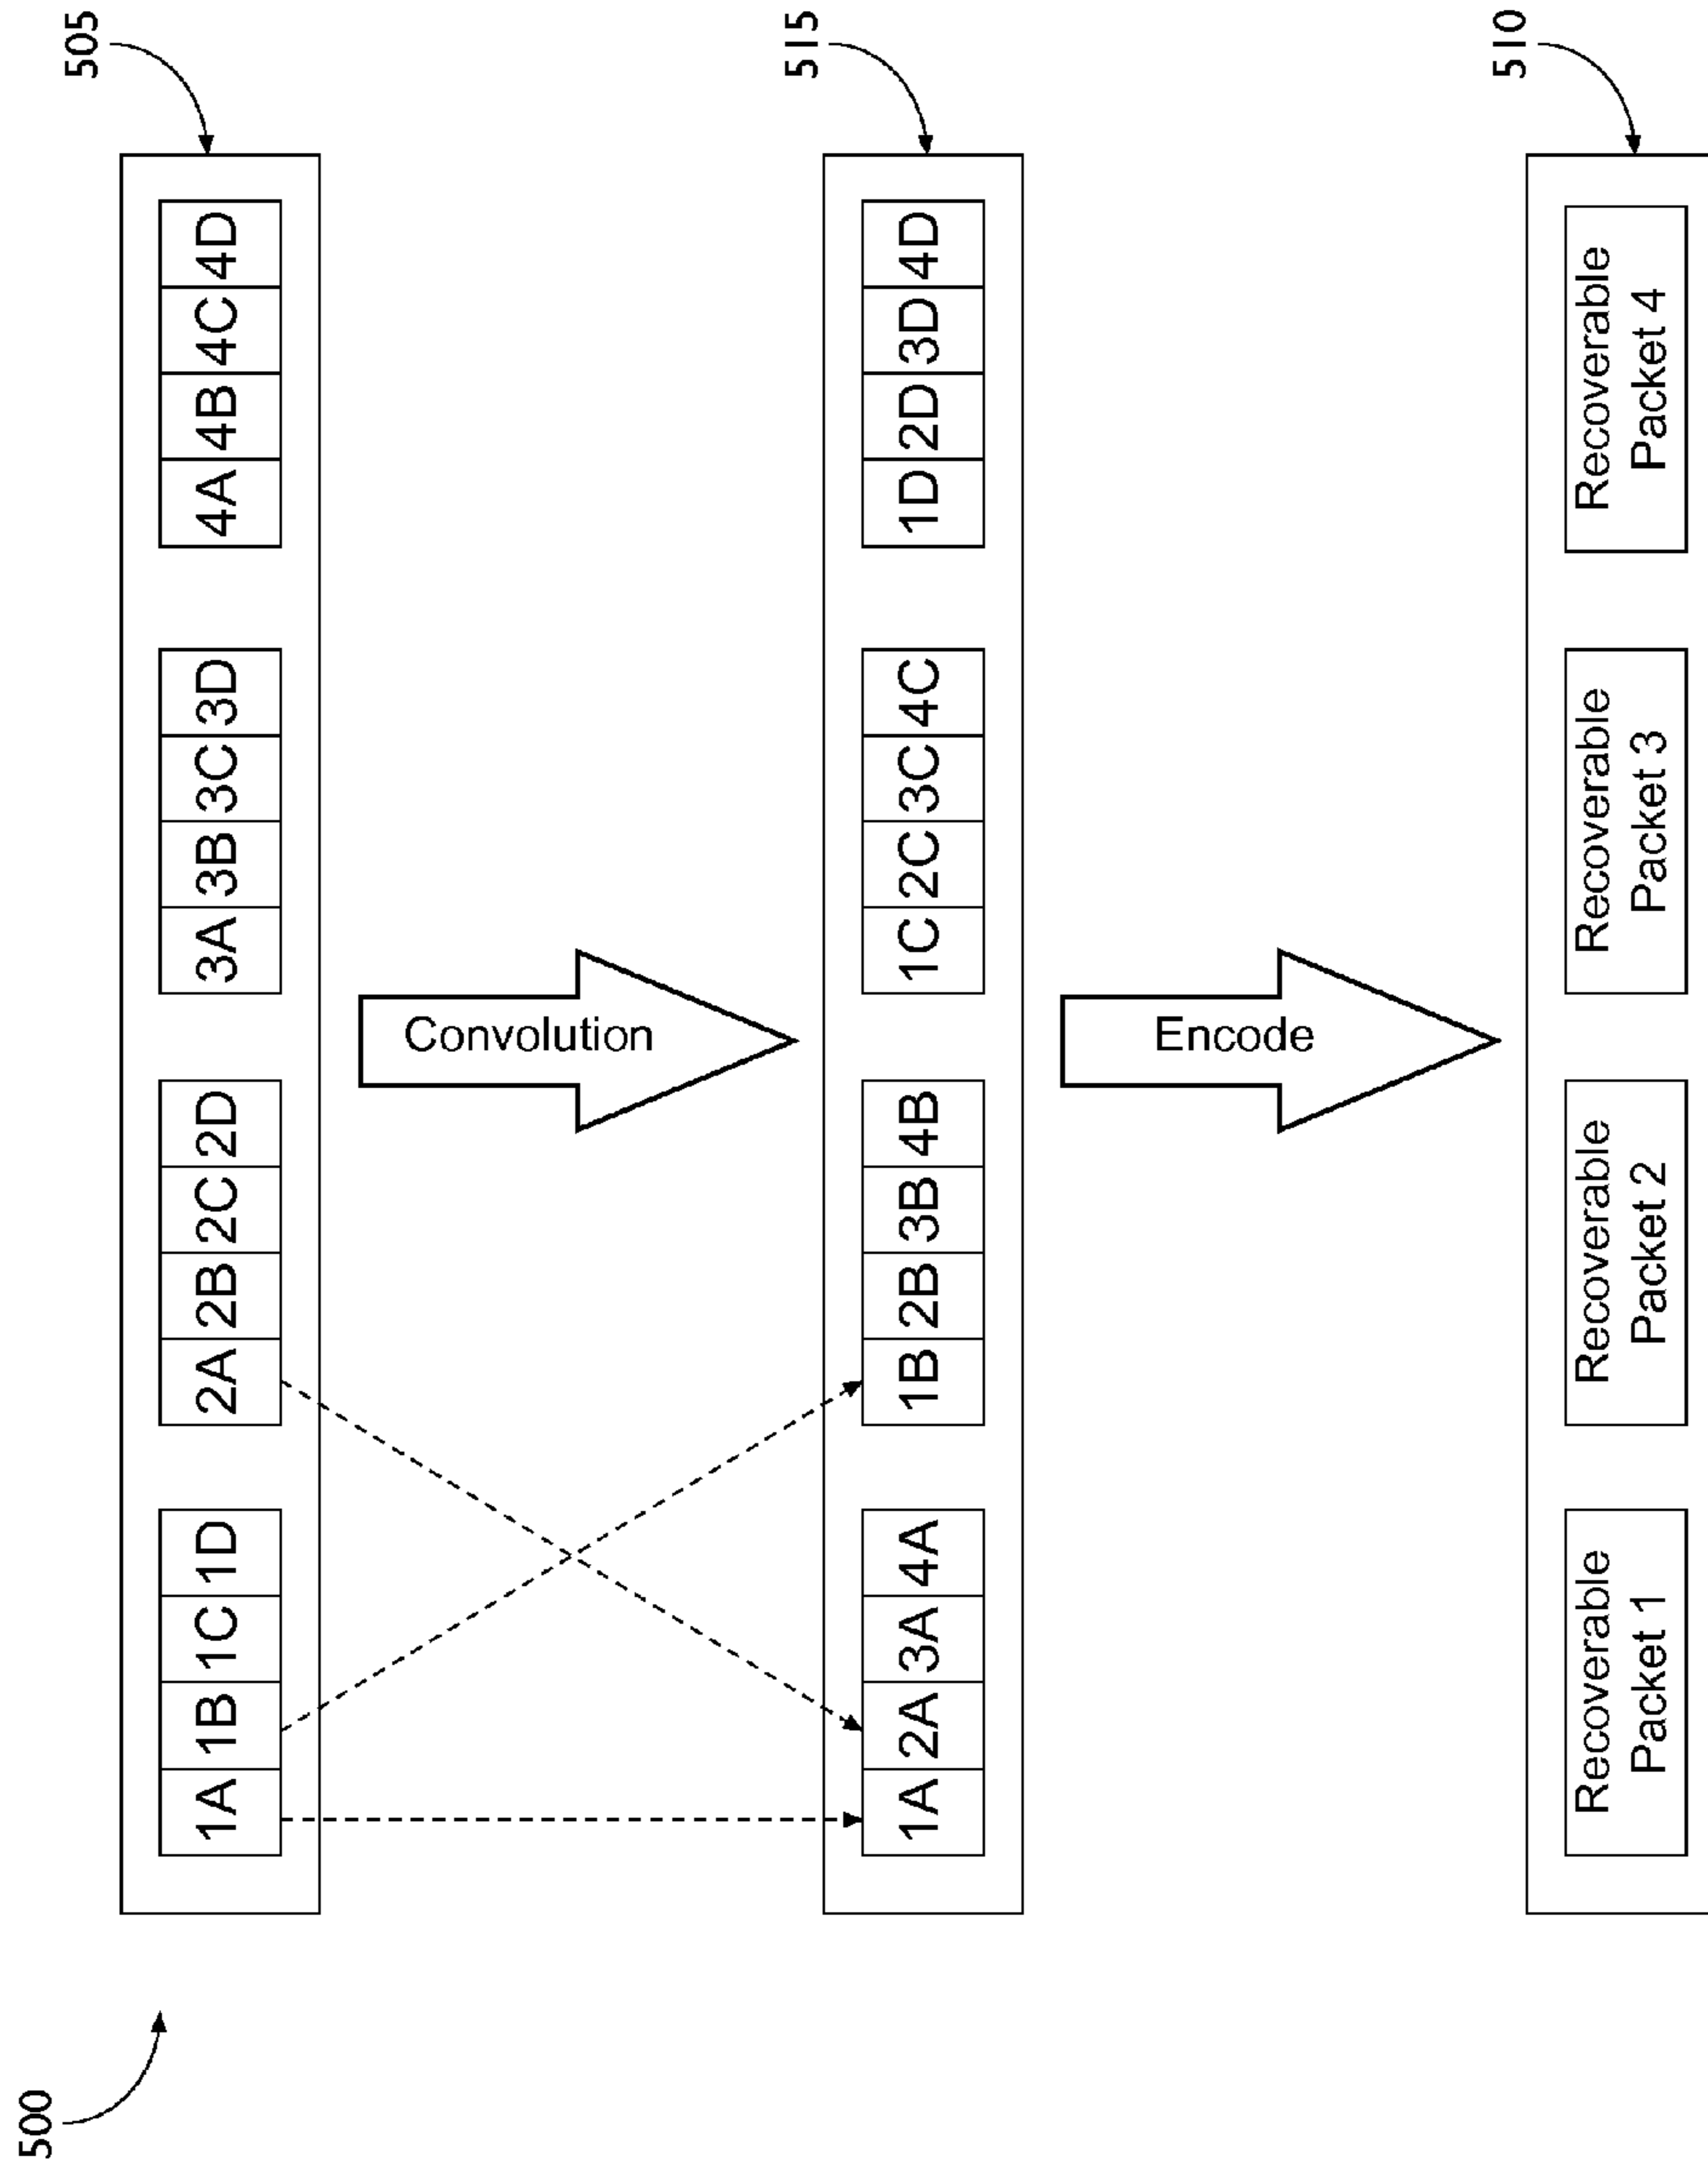 500
505
1A 1B 1C 1D 2A 2B 2C 2D 3A 3B 3C 3D 4A 4B 4C 4D
Convolution
515
1A 2A 3A 4A 1B 2B 3B 4B 1C 2C 3C 4C 1D 2D 3D 4D
Encode
510
Recoverable
Packet 1
Recoverable
Packet 2
Recoverable
Packet 3
Recoverable
Packet 4